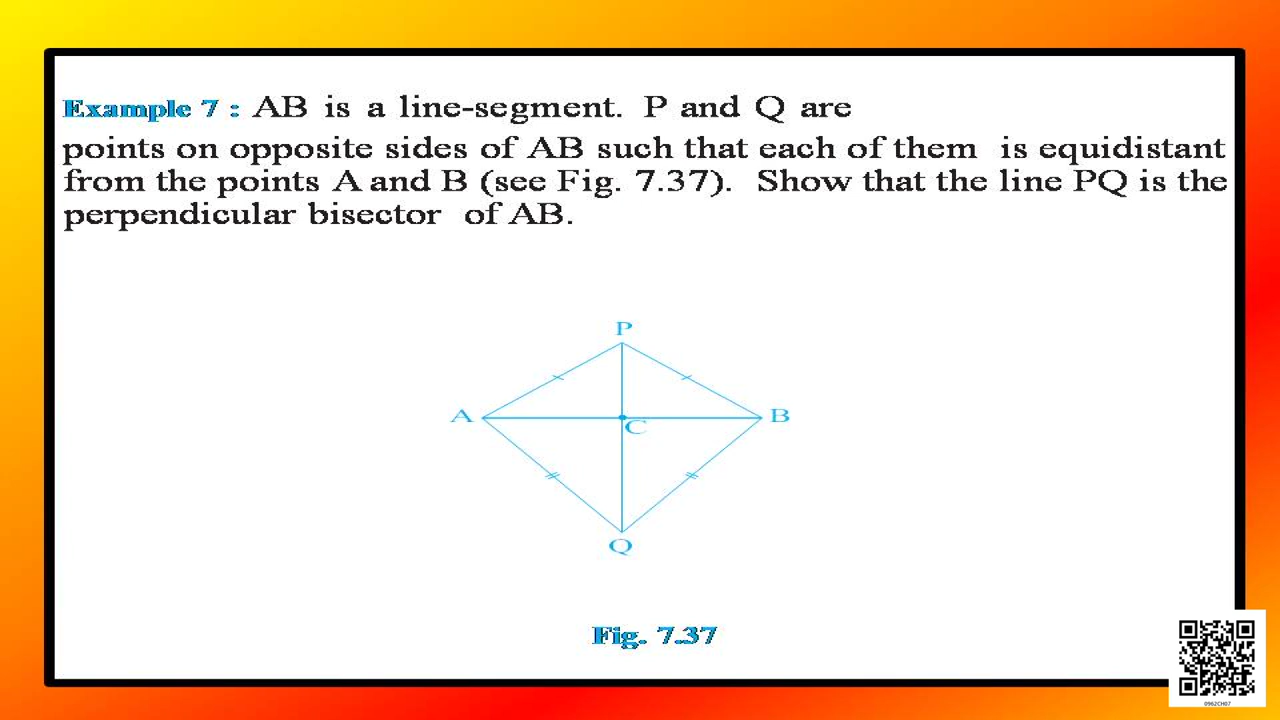 Example 7 : AB is a line-segment. P and Q are
points on opposite sides of AB such that each of them is equidistant
from the points A and B (see Fig. 7.37). Show that the line PQ is the
perpendicular bisector of AB.
P
A
B
C
Q
Fig. 7.37
0962CH07